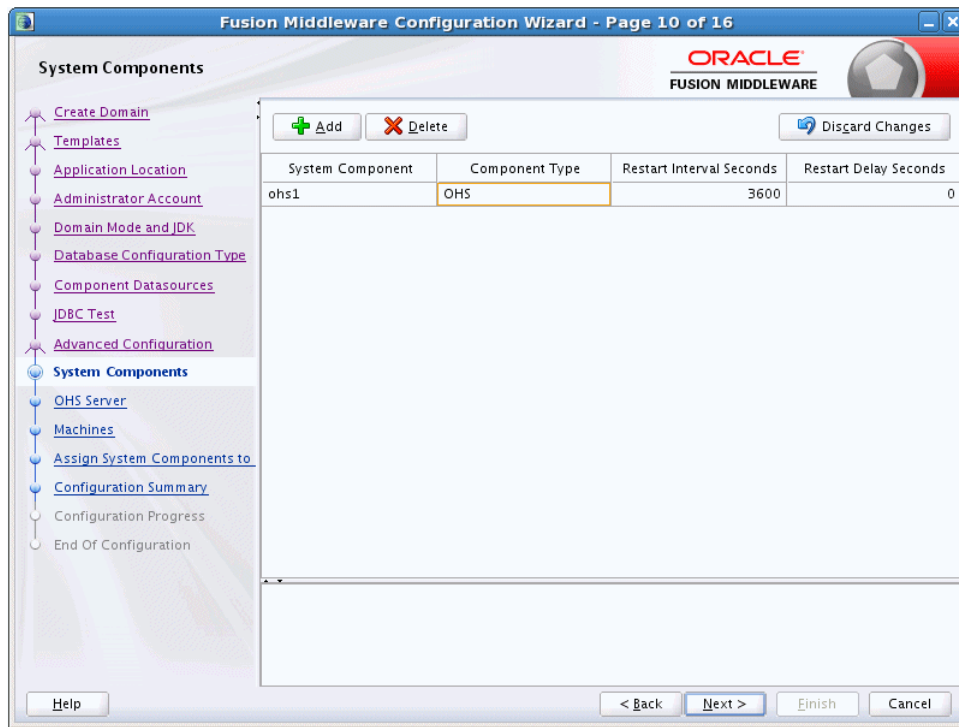 Fusion Middleware Configuration Wizard - Page 10 of 16
System Components
ORACLE
FUSION MIDDLEWARE
Create Domain
Templates
Application Location
Administrator Account
Domain Mode and JDK
Database Configuration Type
Component Datasources
JDBC Test
Advanced Configuration
System Components
OHS Server
Machines
Assign System Components to
Configuration Summary
Configuration Progress
End Of Configuration
Add Delete Discard Changes
System Component Component Type Restart Interval Seconds Restart Delay Seconds
ohs1 OHS 3600 0
Help < Back Next > Finish Cancel